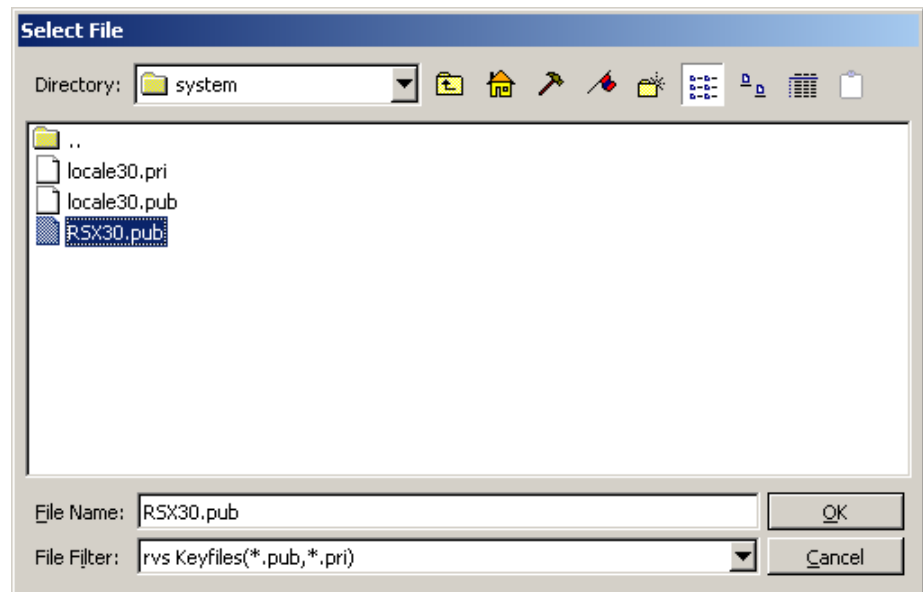 Select File
Directory: system
..
locale30.pri
locale30.pub
RSX30.pub
File Name: RSX30.pub OK
File Filter: rvs Keyfiles(*.pub,*.pri) Cancel